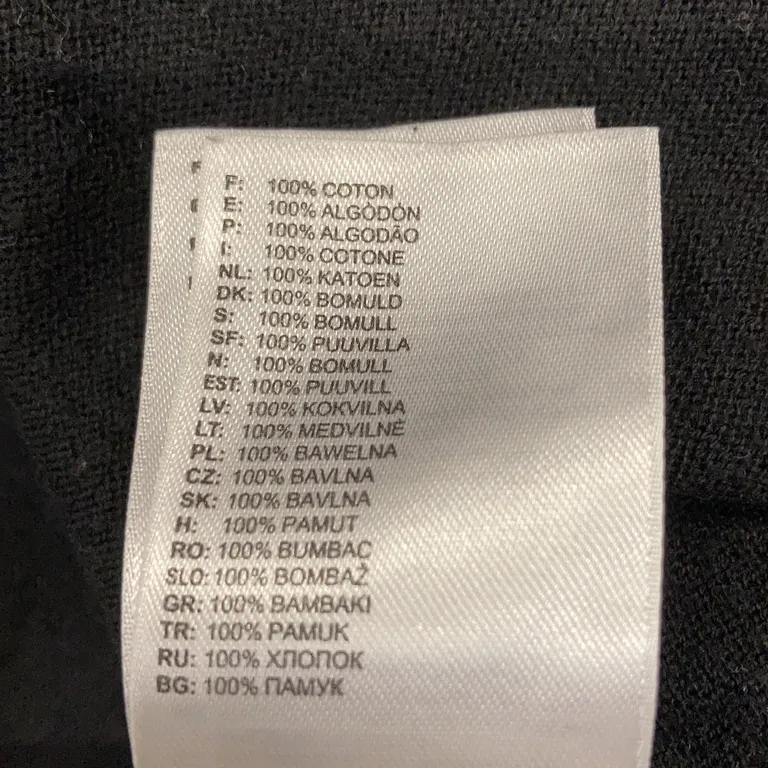 F: 100% COTON
E: 100% ALGODÓN
P: 100% ALGODÃO
I: 100% COTONE
NL: 100% KATOEN
DK: 100% BOMULD
S: 100% BOMULL
SF: 100% PUUVILLA
N: 100% BOMULL
EST: 100% PUUVILL
LV: 100% KOKVILNA
LT: 100% MEDVILNĖ
PL: 100% BAWEŁNA
CZ: 100% BAVLNA
SK: 100% BAVLNA
H: 100% PAMUT
RO: 100% BUMBAC
SLO: 100% BOMBAŽ
GR: 100% BAMBAKI
TR: 100% PAMUK
RU: 100% ХЛОПОК
BG: 100% ПАМУК